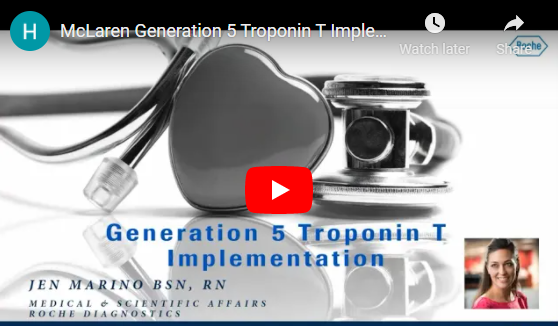 H
McLaren Generation 5 Troponin T Imple...
Watch later
Share
Roche
Generation 5 Troponin T
Implementation
JEN MARINO BSN, RN
MEDICAL & SCIENTIFIC AFFAIRS
ROCHE DIAGNOSTICS